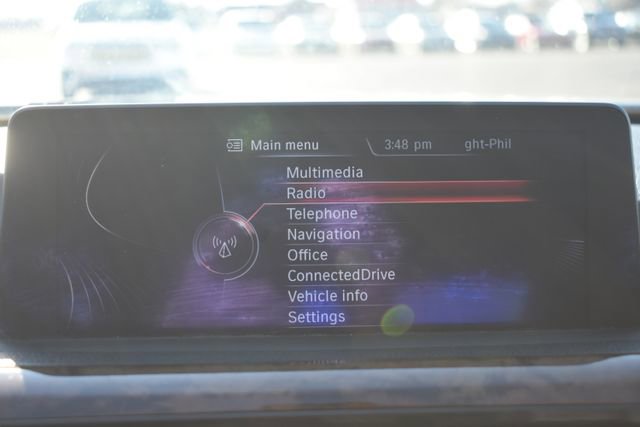 Main menu 3:48 pm ght-Phil
Multimedia
Radio
Telephone
Navigation
Office
ConnectedDrive
Vehicle info
Settings